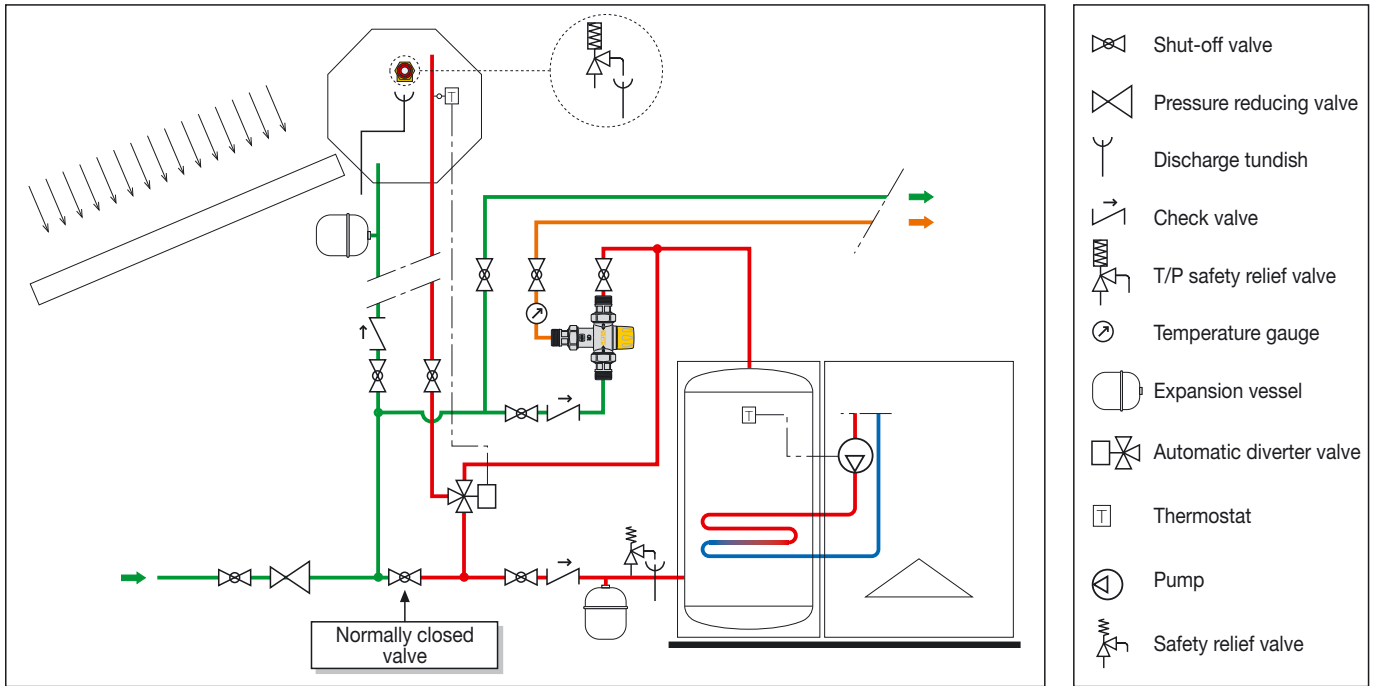 T
T
Normally closed
valve
Shut-off valve
Pressure reducing valve
Discharge tundish
Check valve
T/P safety relief valve
Temperature gauge
Expansion vessel
Automatic diverter valve
T
Thermostat
Pump
Safety relief valve